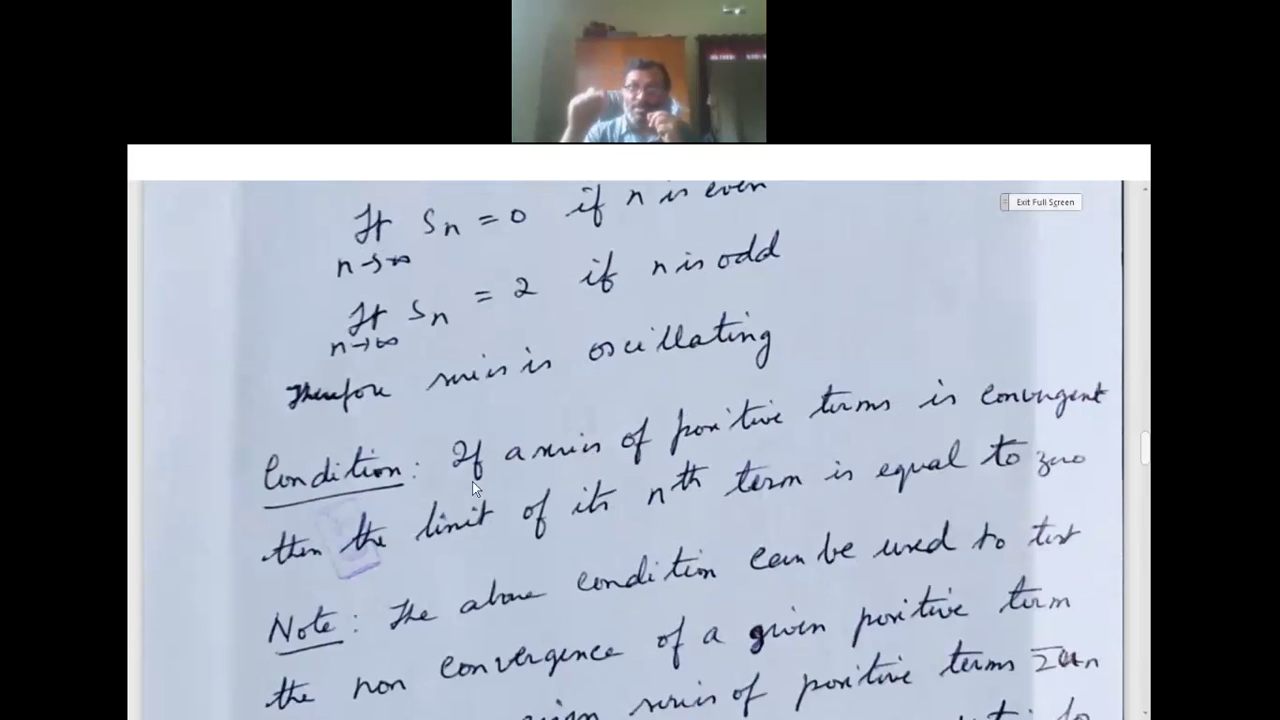 Exit Full Screen
lt Sn = 0 if n is even
n→∞
lt Sn = 2 if n is odd
n→∞
Therefore series is oscillating
Condition: If a series of positive terms is convergent
then the limit of its nth term is equal to zero
Note: The above condition can be used to test
the non convergence of a given positive term
series of positive terms Σun